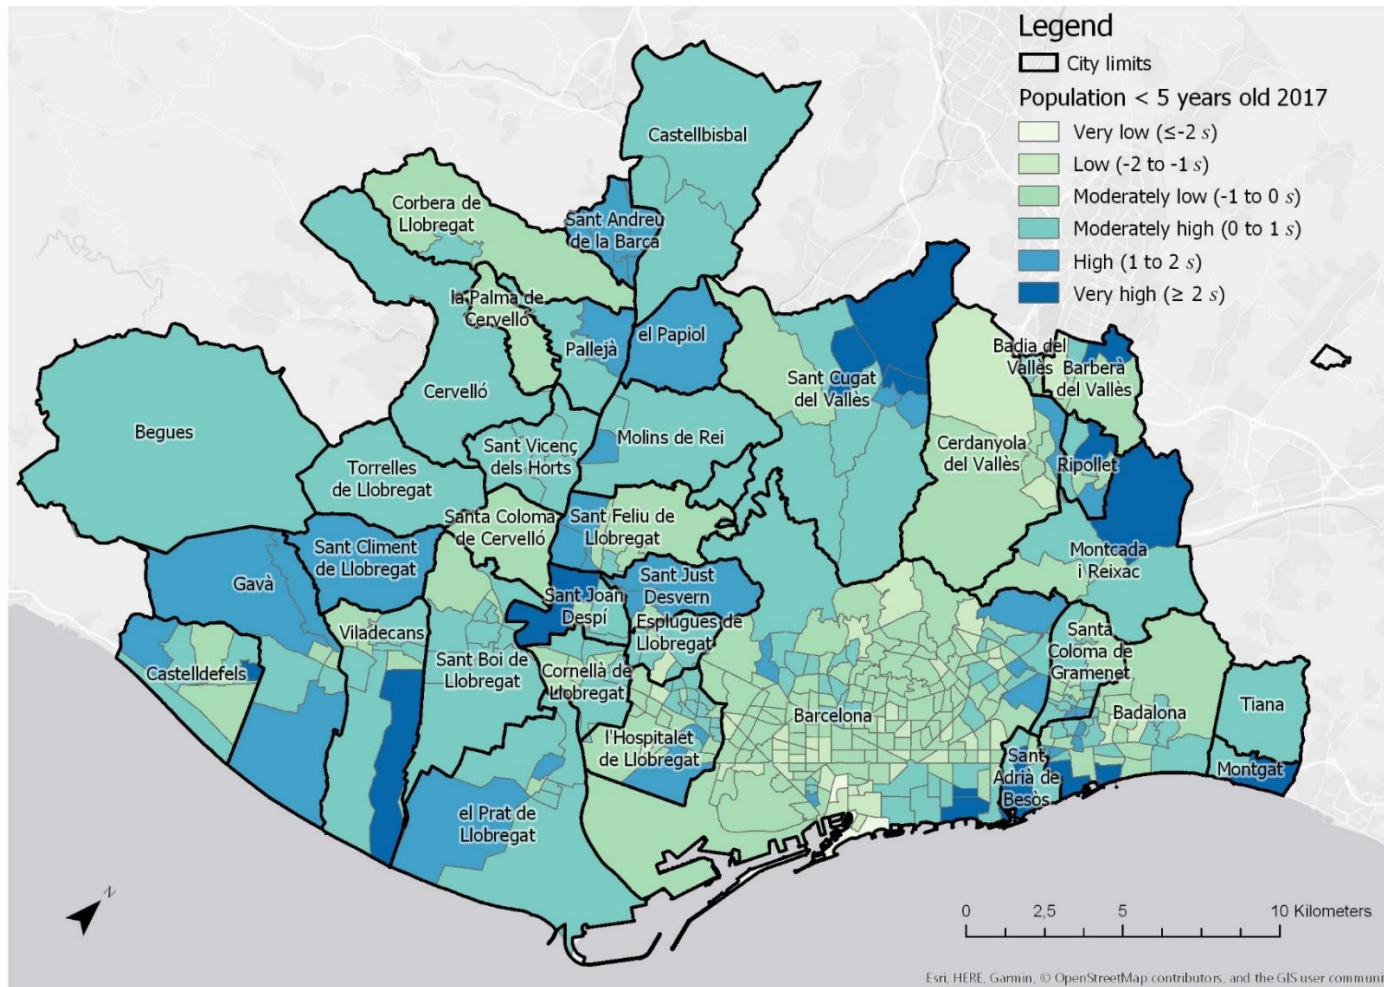 Legend
City limits
Population < 5 years old 2017
Very low (≤-2 s)
Low (-2 to -1 s)
Moderately low (-1 to 0 s)
Moderately high (0 to 1 s)
High (1 to 2 s)
Very high (≥ 2 s)
Castellbisbal
Corbera de
Llobregat
Sant Andreu
de la Barca
la Palma de
Cervelló
Pallejà
el Papiol
Badia del
Vallès
Barberà
del Vallès
Sant Cugat
del Vallès
Cervelló
Begues
Molins de Rei
Sant Vicenç
dels Horts
Cerdanyola
del Vallès
Ripollet
Torrelles
de Llobregat
Santa Coloma
de Cervelló
Sant Feliu de
Llobregat
Sant Climent
de Llobregat
Montcada
i Reixac
Gavà
Sant Just
Desvern
Sant Joan
Despí
Esplugues de
Llobregat
Viladecans
Santa
Coloma de
Gramenet
Castelldefels
Sant Boi de
Llobregat
Cornellà de
Llobregat
Tiana
Barcelona
Badalona
l'Hospitalet
de Llobregat
Sant
Adrià de
Besòs
Montgat
el Prat de
Llobregat
N
0 2,5 5 10 Kilometers
Esri, HERE, Garmin, © OpenStreetMap contributors, and the GIS user communi